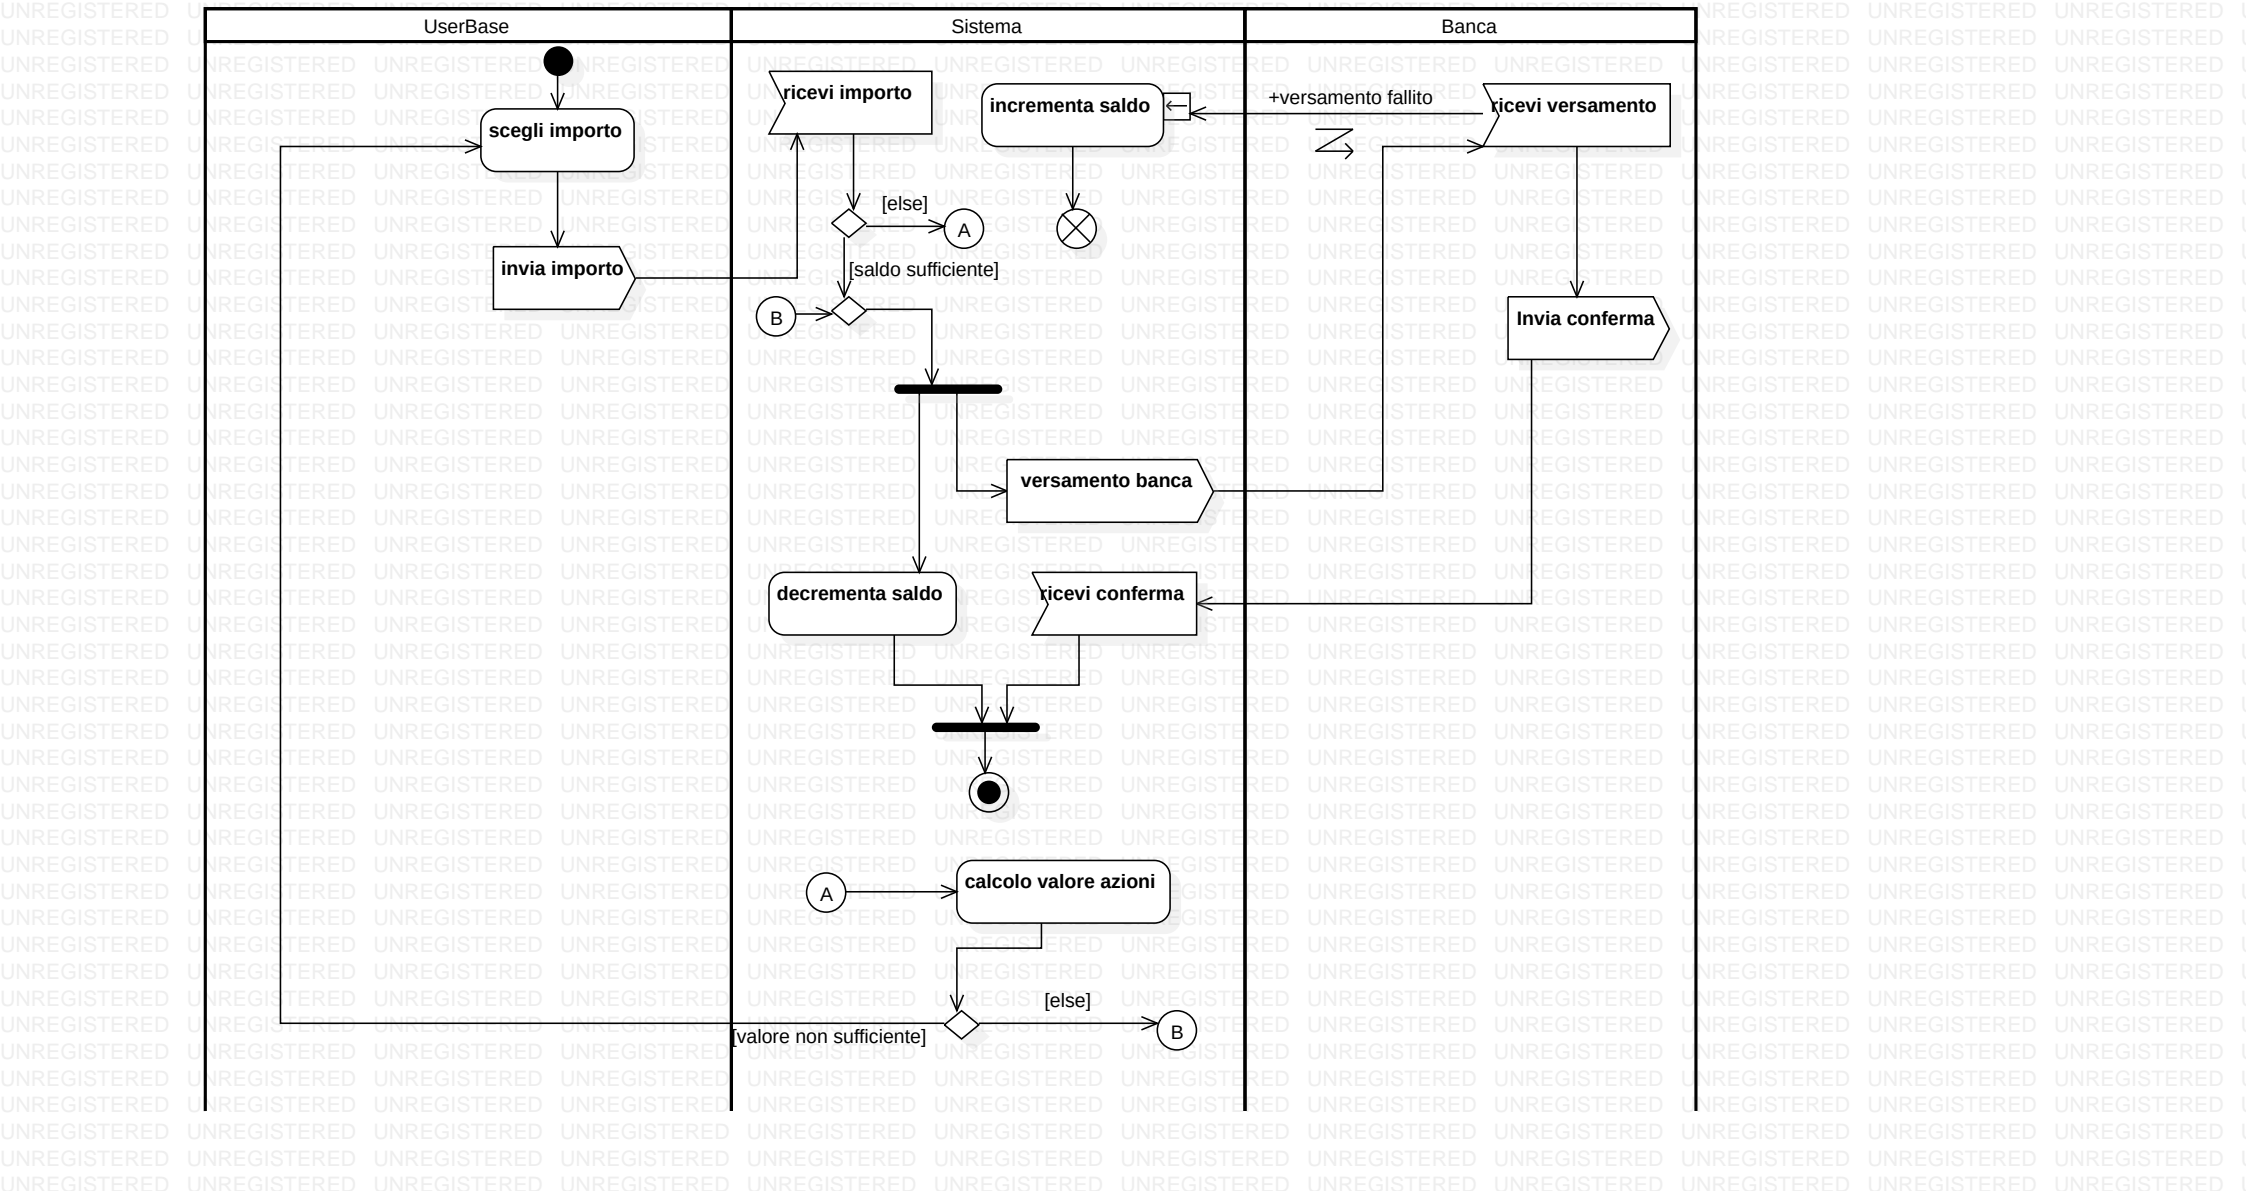 UserBase
Sistema
Banca
scegli importo
invia importo
ricevi importo
incrementa saldo
+versamento fallito
ricevi versamento
[else]
A
[saldo sufficiente]
B
Invia conferma
versamento banca
decrementa saldo
ricevi conferma
A
calcolo valore azioni
[else]
[valore non sufficiente]
B
UNREGISTERED